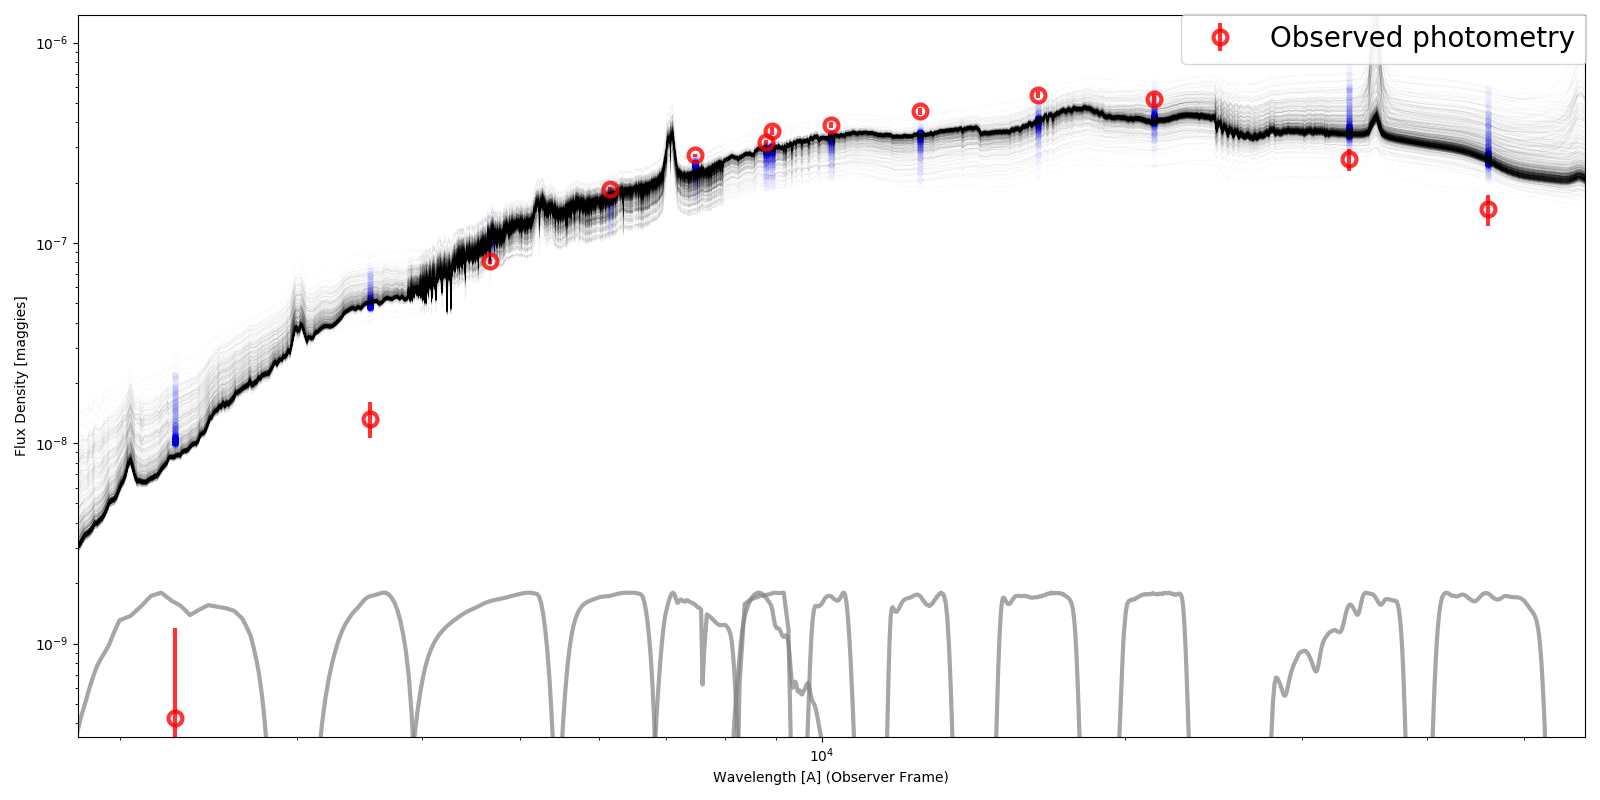 Observed photometry
10⁻⁶
10⁻⁷
10⁻⁸
10⁻⁹
Flux Density [maggies]
10⁴
Wavelength [A] (Observer Frame)